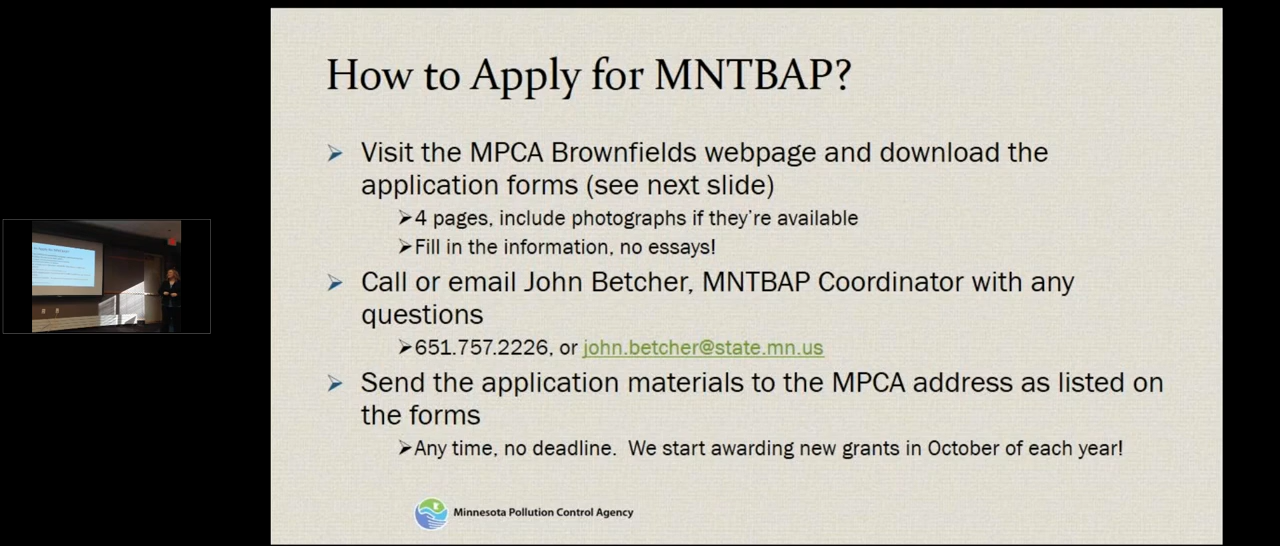 How to Apply for MNTBAP?
➢ Visit the MPCA Brownfields webpage and download the
application forms (see next slide)
➢4 pages, include photographs if they're available
➢Fill in the information, no essays!
➢ Call or email John Betcher, MNTBAP Coordinator with any
questions
➢651.757.2226, or john.betcher@state.mn.us
➢ Send the application materials to the MPCA address as listed on
the forms
➢Any time, no deadline.  We start awarding new grants in October of each year!
Minnesota Pollution Control Agency